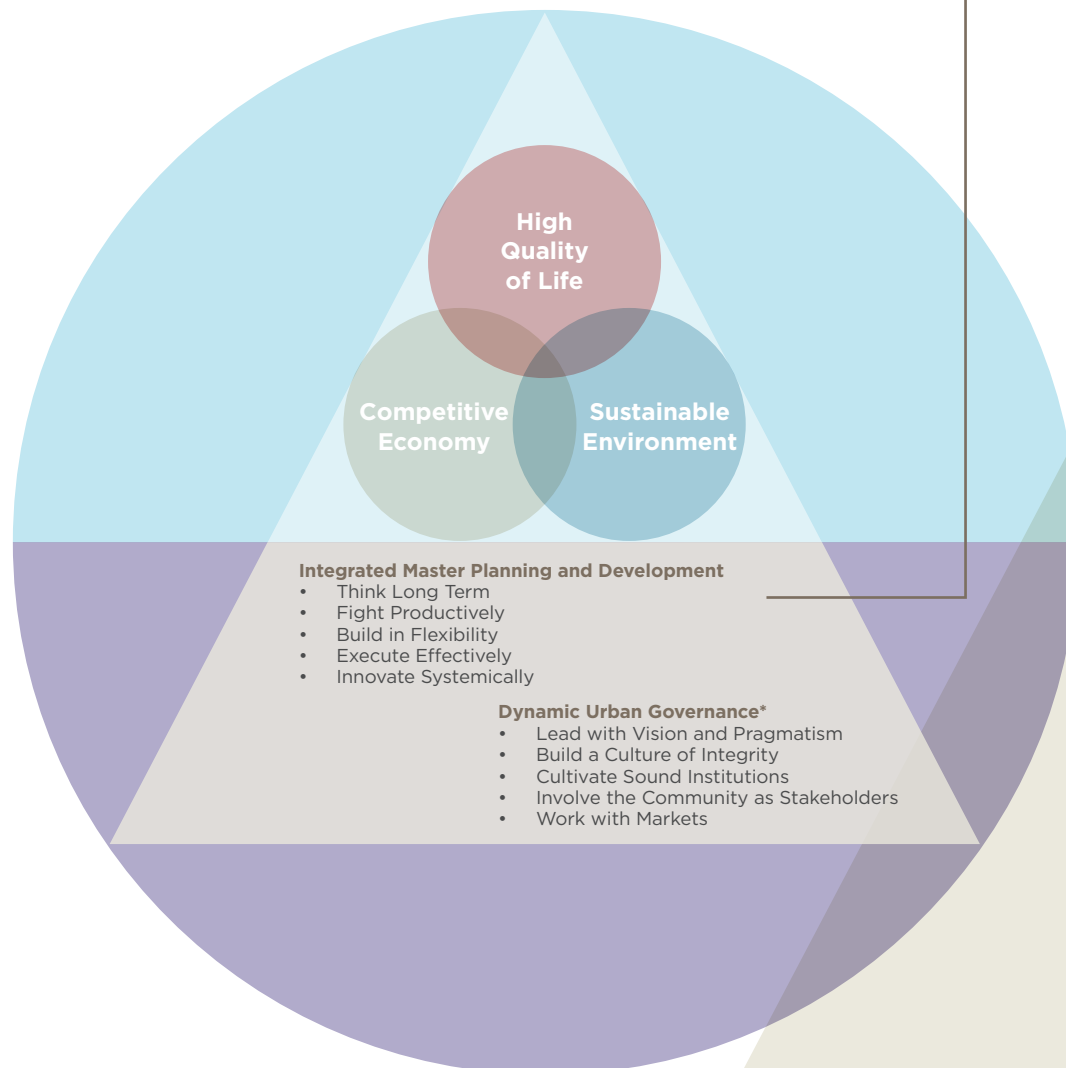 High
Quality
of Life
Competitive
Economy
Sustainable
Environment
Integrated Master Planning and Development
• Think Long Term
• Fight Productively
• Build in Flexibility
• Execute Effectively
• Innovate Systemically
Dynamic Urban Governance*
• Lead with Vision and Pragmatism
• Build a Culture of Integrity
• Cultivate Sound Institutions
• Involve the Community as Stakeholders
• Work with Markets